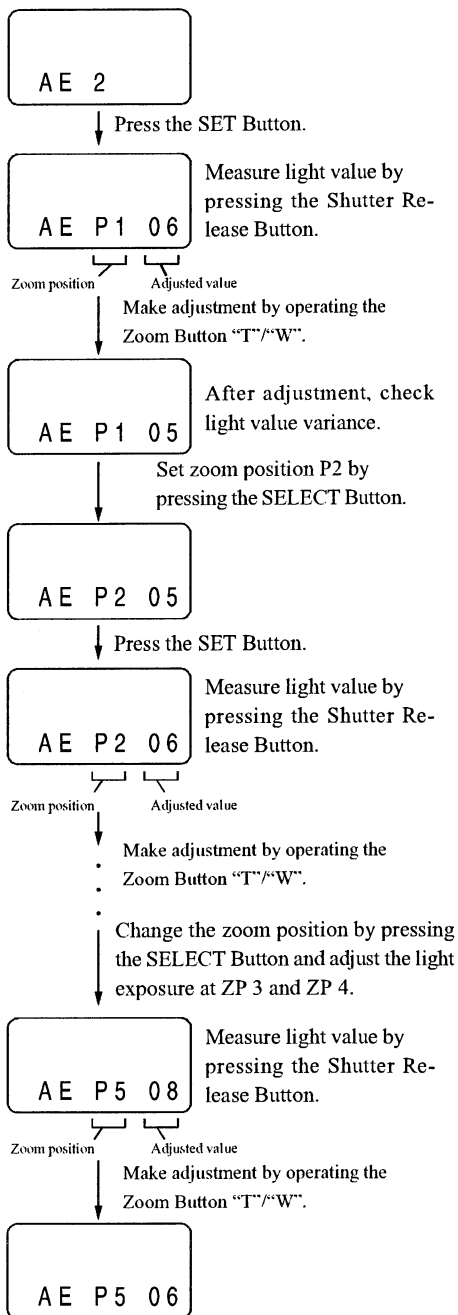 AE 2
Press the SET Button.
AE P1 06
Measure light value by
pressing the Shutter Re-
lease Button.
Zoom position
Adjusted value
Make adjustment by operating the
Zoom Button “T”/“W”.
AE P1 05
After adjustment, check
light value variance.
Set zoom position P2 by
pressing the SELECT Button.
AE P2 05
Press the SET Button.
AE P2 06
Measure light value by
pressing the Shutter Re-
lease Button.
Zoom position
Adjusted value
Make adjustment by operating the
Zoom Button “T”/“W”.
Change the zoom position by pressing
the SELECT Button and adjust the light
exposure at ZP 3 and ZP 4.
AE P5 08
Measure light value by
pressing the Shutter Re-
lease Button.
Zoom position
Adjusted value
Make adjustment by operating the
Zoom Button “T”/“W”.
AE P5 06